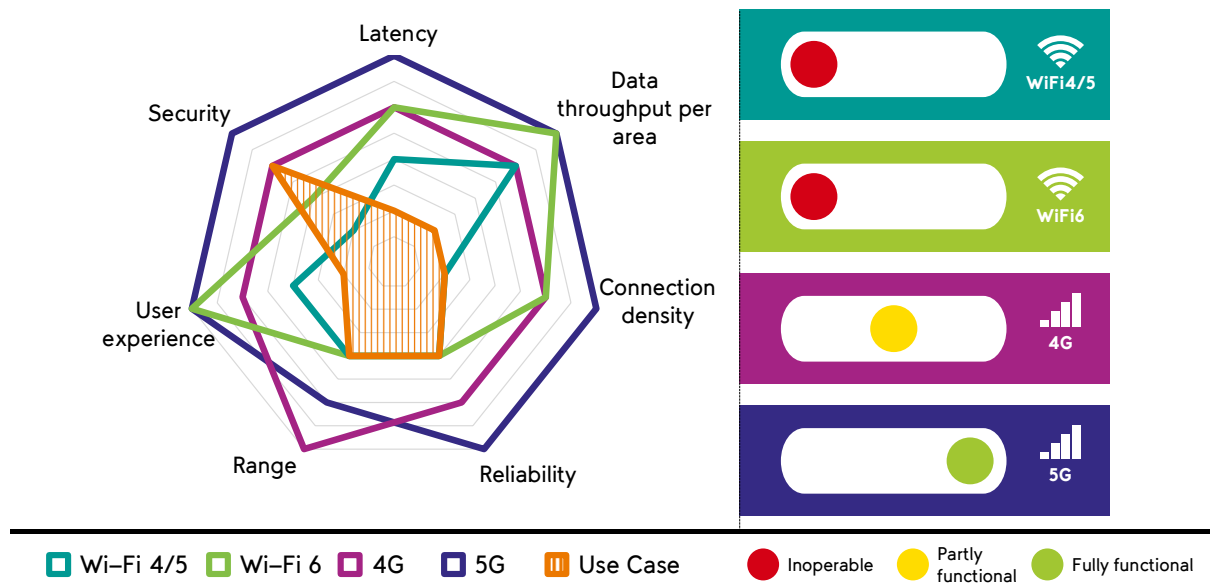 Latency
Data
throughput per
area
Security
Connection
density
User
experience
Range
Reliability
WiFi4/5
WiFi6
4G
5G
Wi–Fi 4/5
Wi–Fi 6
4G
5G
Use Case
Inoperable
Partly
functional
Fully functional